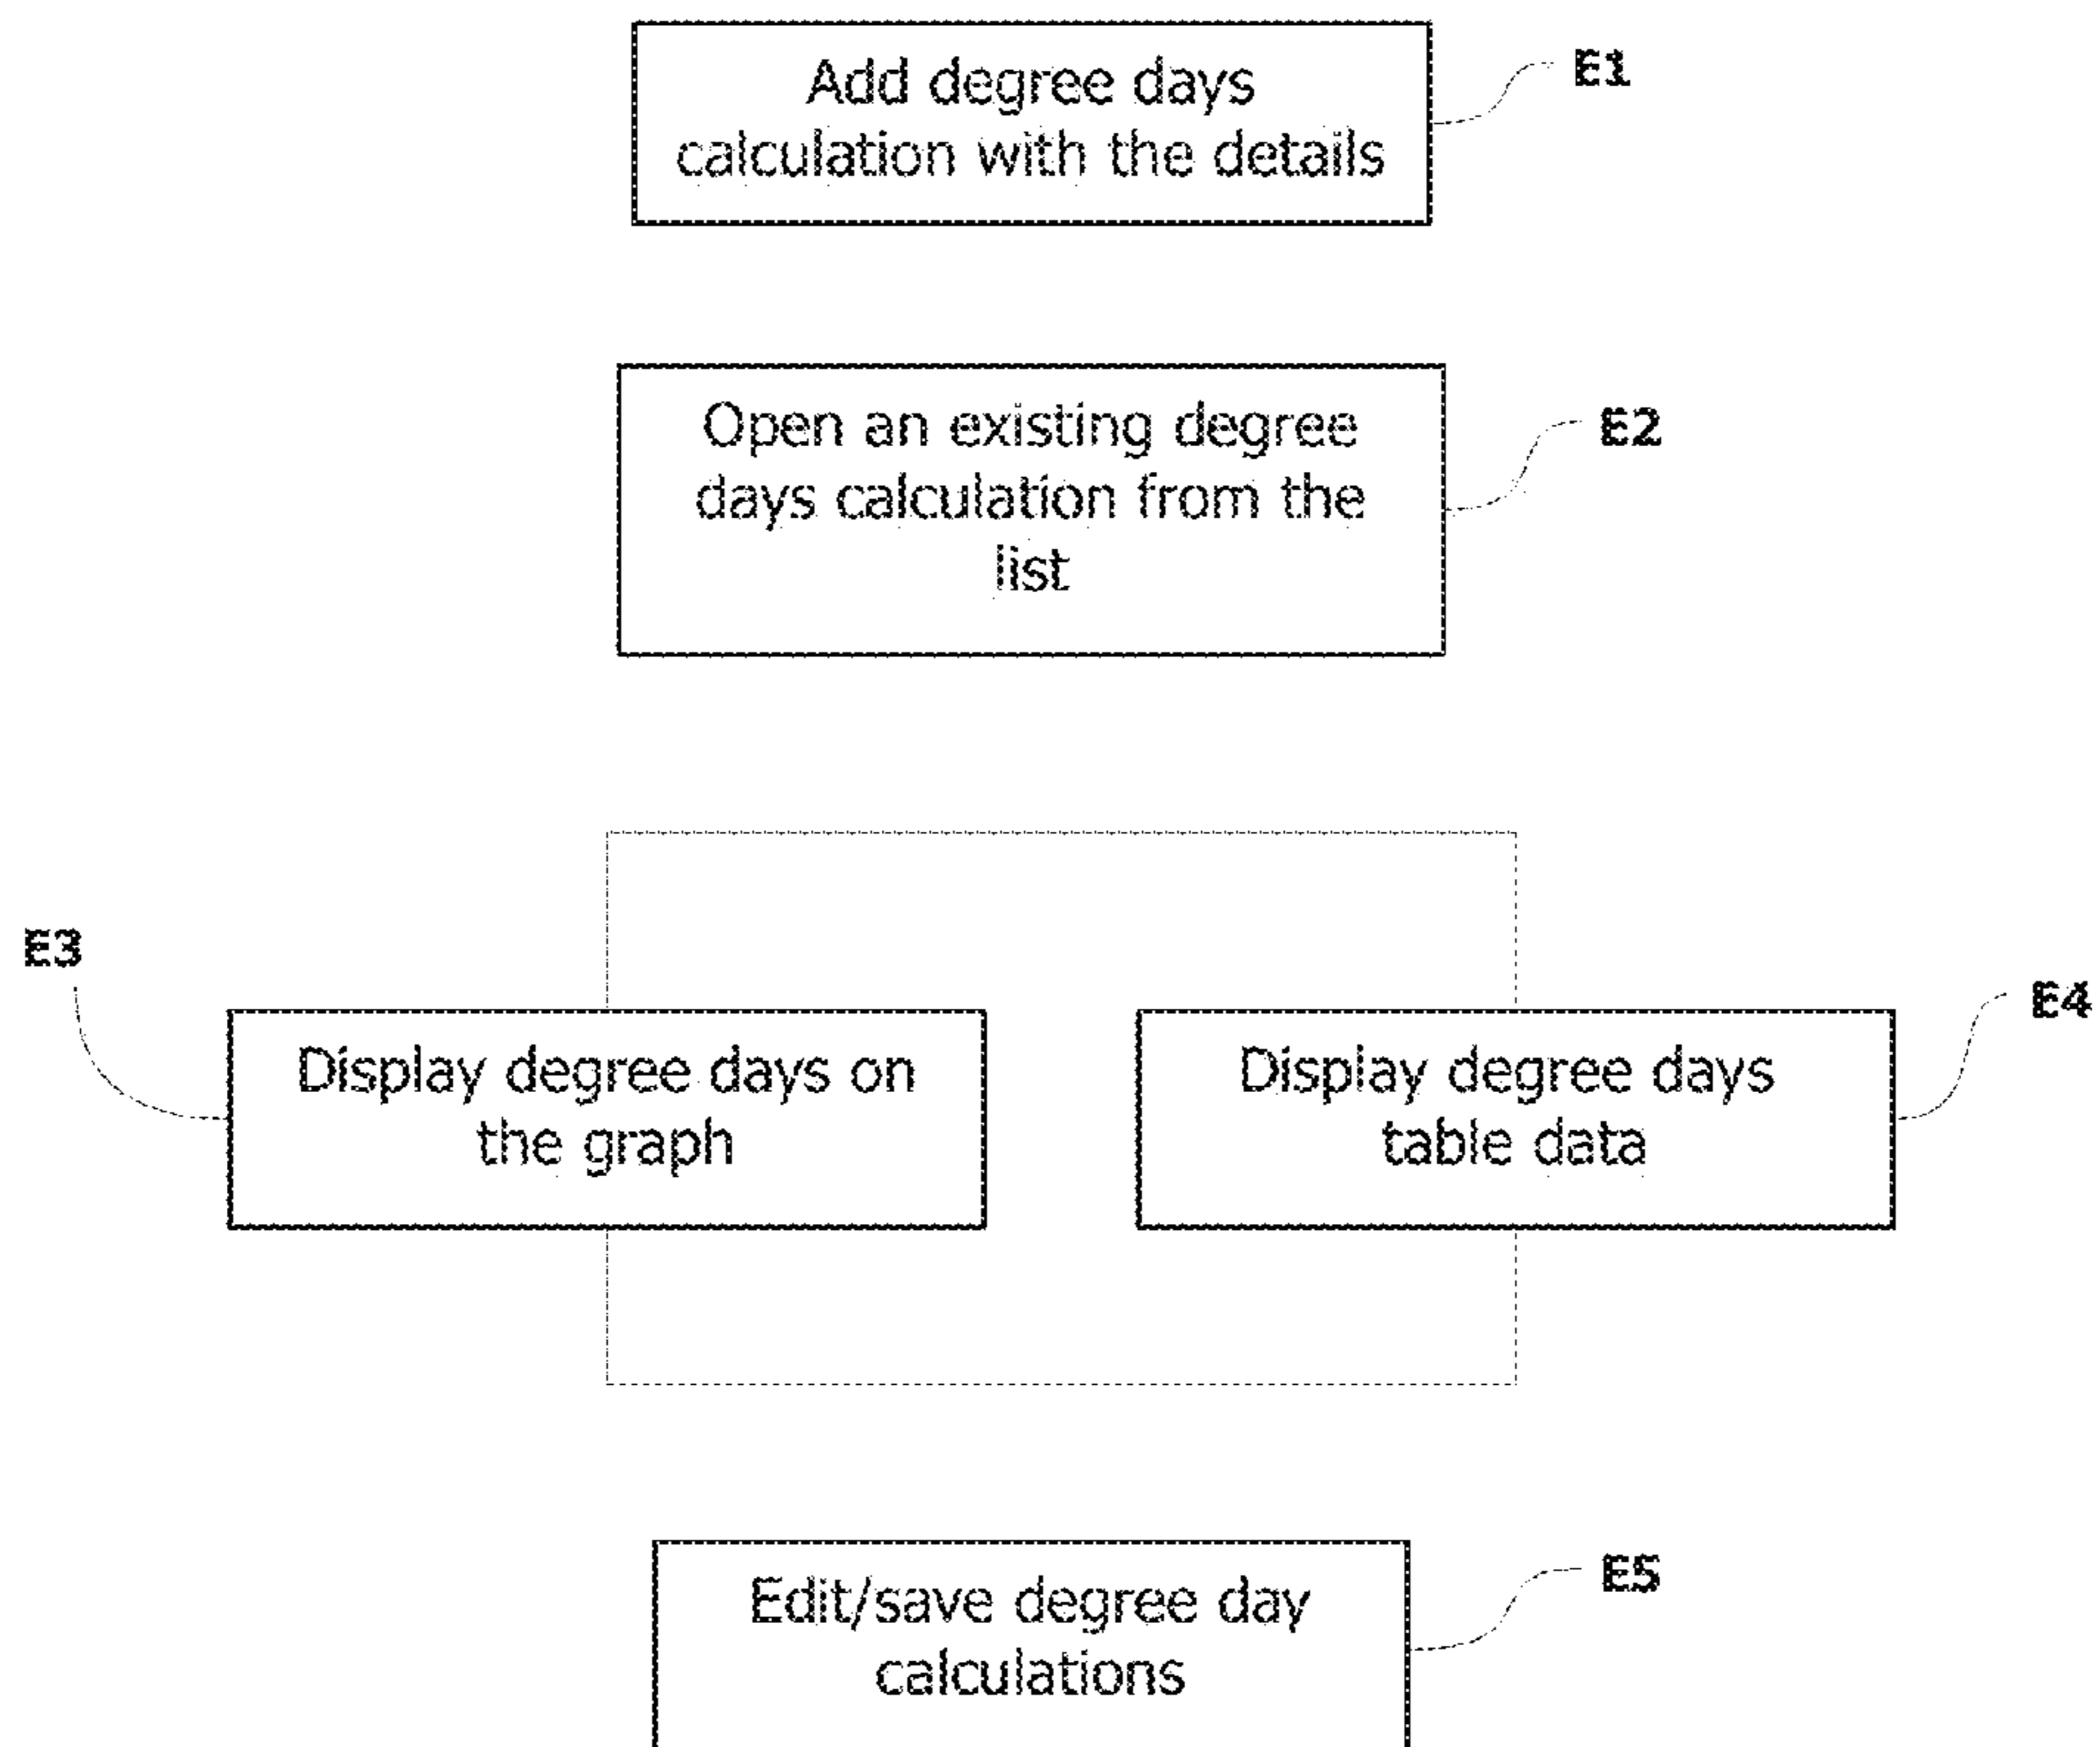 Add degree days
calculation with the details
E1
Open an existing degree
days calculation from the
list
E2
E3
Display degree days on
the graph
Display degree days
table data
E4
Edit/save degree day
calculations
E5